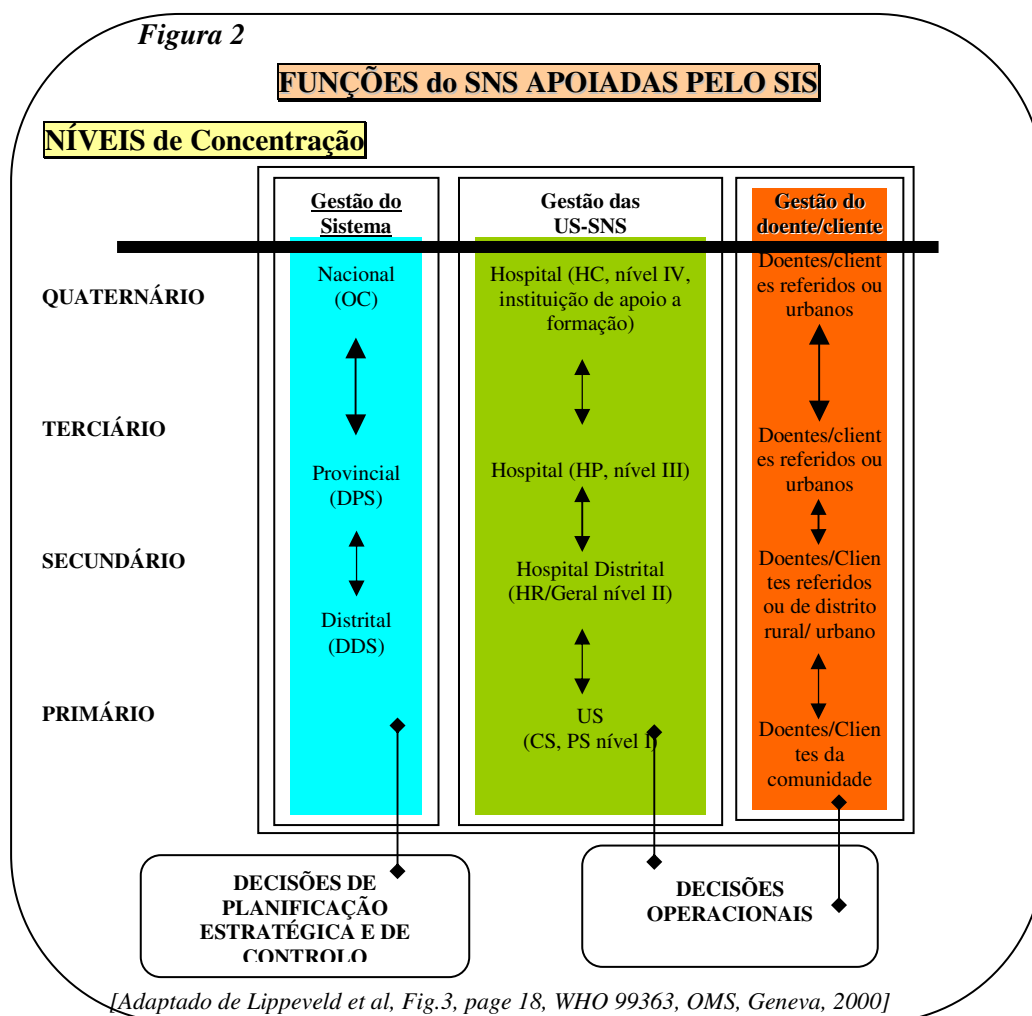 Figura 2
FUNÇÕES do SNS APOIADAS PELO SIS
NÍVEIS de Concentração
Gestão do
Sistema
Gestão das
US-SNS
Gestão do
doente/cliente
QUATERNÁRIO
Nacional
(OC)
Hospital (HC, nível IV,
instituição de apoio a
formação)
Doentes/client
es referidos ou
urbanos
TERCIÁRIO
Provincial
(DPS)
Hospital (HP, nível III)
Doentes/client
es referidos ou
urbanos
SECUNDÁRIO
Distrital
(DDS)
Hospital Distrital
(HR/Geral nível II)
Doentes/Clien
tes referidos
ou de distrito
rural/ urbano
PRIMÁRIO
US
(CS, PS nível I)
Doentes/Clien
tes da
comunidade
DECISÕES DE
PLANIFICAÇÃO
ESTRATÉGICA E DE
CONTROLO
DECISÕES
OPERACIONAIS
[Adaptado de Lippeveld et al, Fig.3, page 18, WHO 99363, OMS, Geneva, 2000]